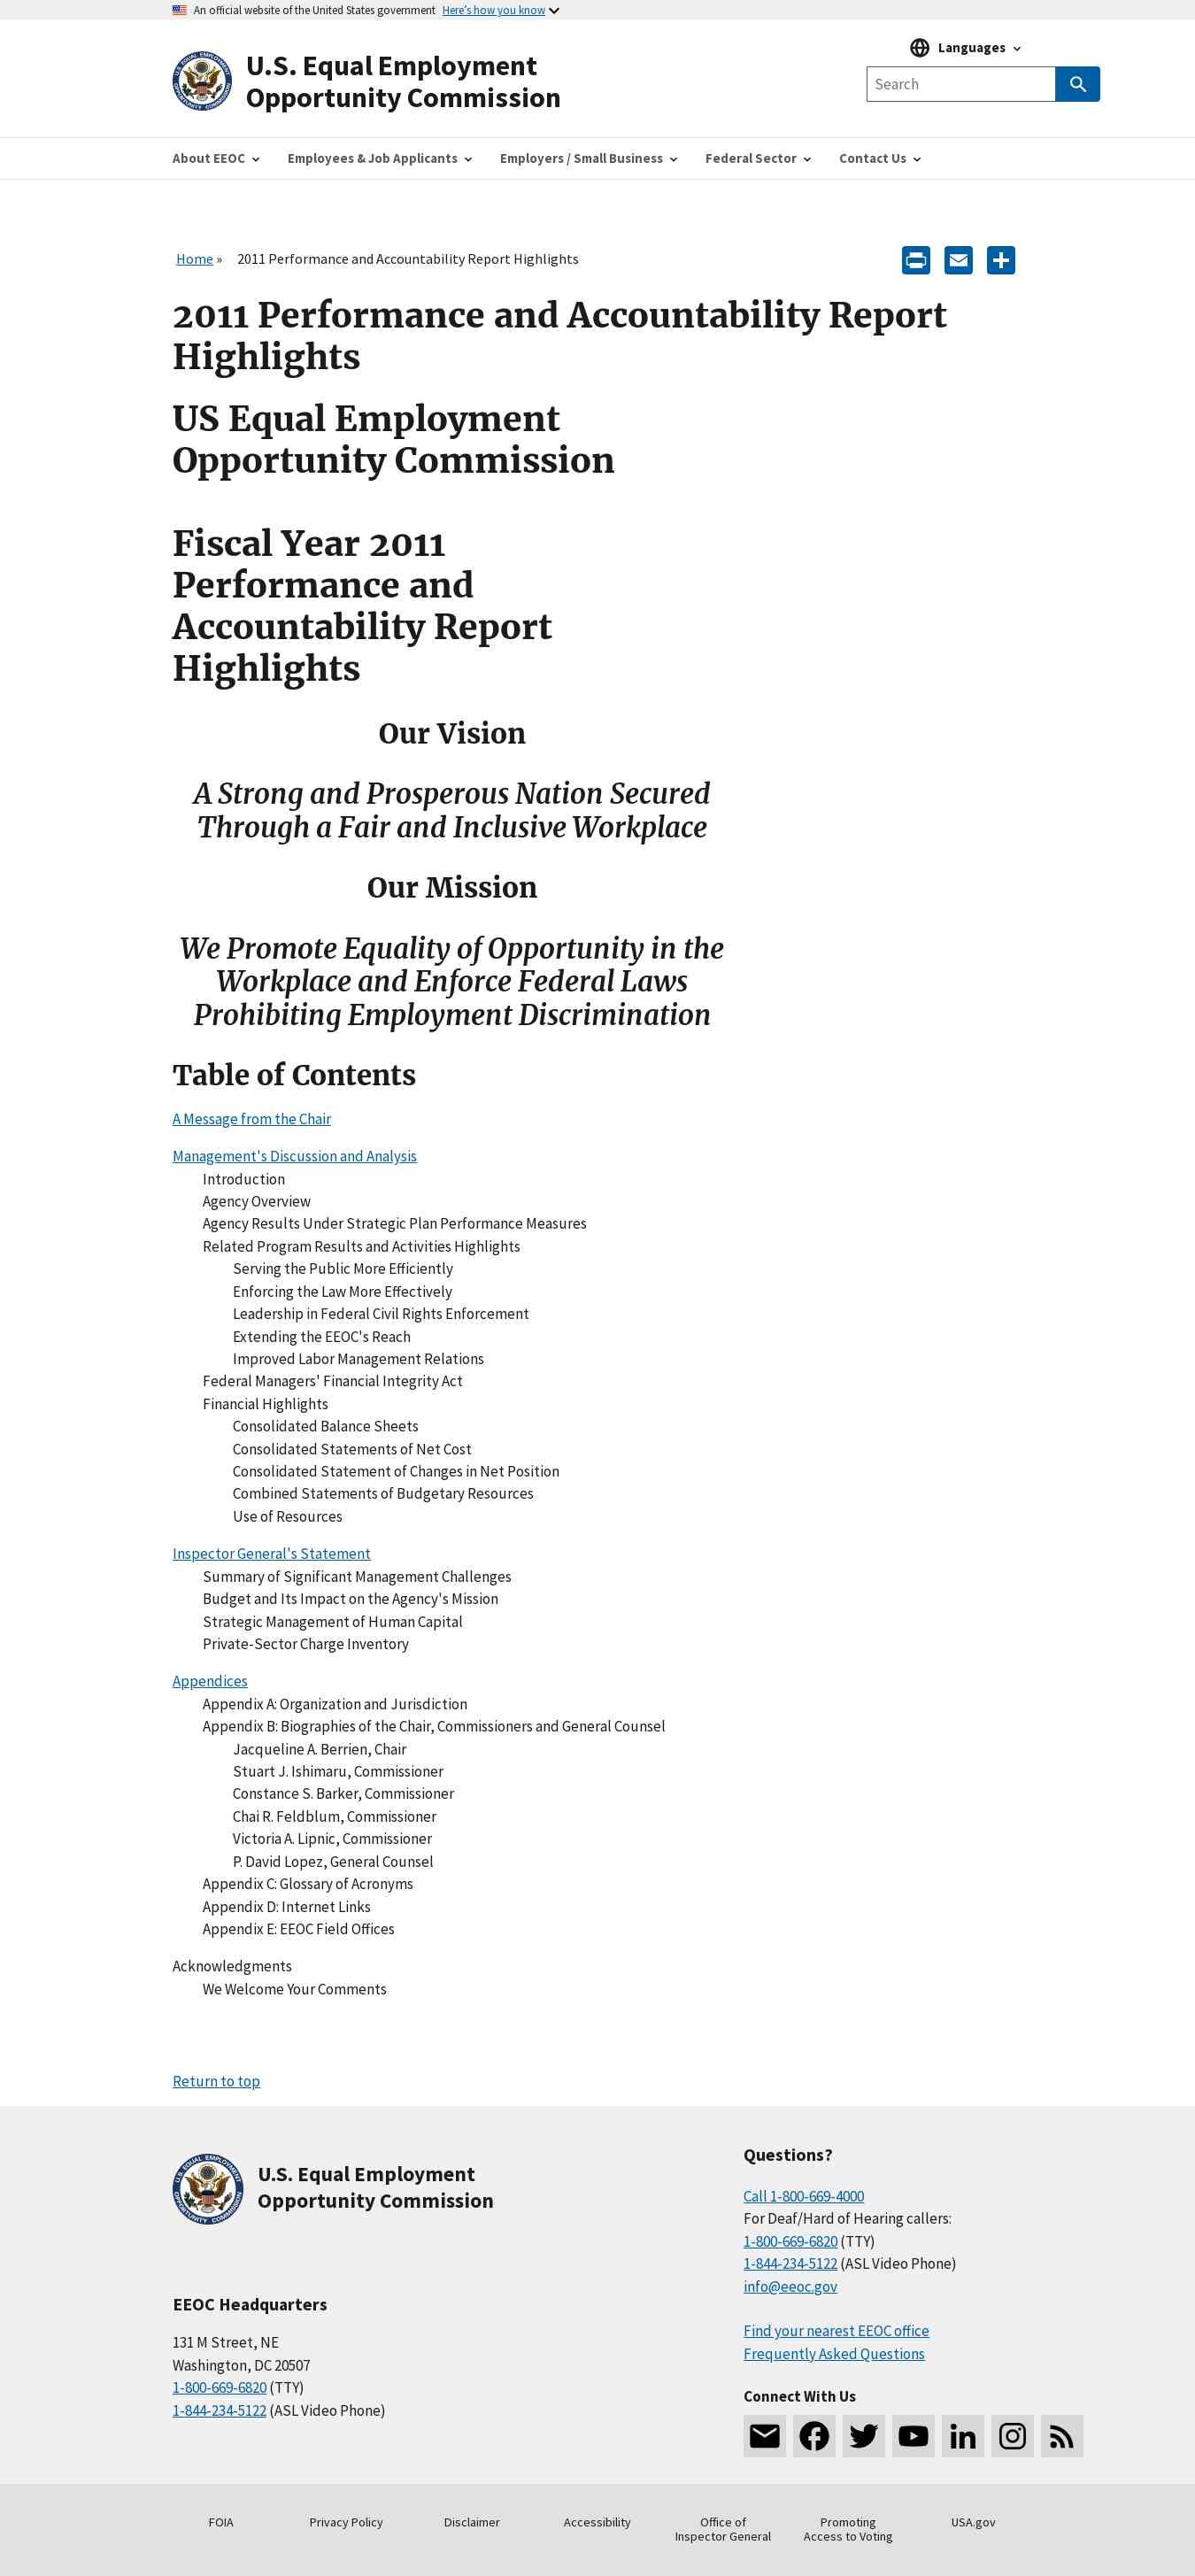 An official website of the United States government Here’s how you know
U.S. Equal Employment
Opportunity Commission
Languages
Search
About EEOC
Employees & Job Applicants
Employers / Small Business
Federal Sector
Contact Us
Home » 2011 Performance and Accountability Report Highlights
2011 Performance and Accountability Report
Highlights
US Equal Employment
Opportunity Commission
Fiscal Year 2011
Performance and
Accountability Report
Highlights
Our Vision
A Strong and Prosperous Nation Secured
Through a Fair and Inclusive Workplace
Our Mission
We Promote Equality of Opportunity in the
Workplace and Enforce Federal Laws
Prohibiting Employment Discrimination
Table of Contents
A Message from the Chair
Management's Discussion and Analysis
Introduction
Agency Overview
Agency Results Under Strategic Plan Performance Measures
Related Program Results and Activities Highlights
Serving the Public More Efficiently
Enforcing the Law More Effectively
Leadership in Federal Civil Rights Enforcement
Extending the EEOC's Reach
Improved Labor Management Relations
Federal Managers' Financial Integrity Act
Financial Highlights
Consolidated Balance Sheets
Consolidated Statements of Net Cost
Consolidated Statement of Changes in Net Position
Combined Statements of Budgetary Resources
Use of Resources
Inspector General's Statement
Summary of Significant Management Challenges
Budget and Its Impact on the Agency's Mission
Strategic Management of Human Capital
Private-Sector Charge Inventory
Appendices
Appendix A: Organization and Jurisdiction
Appendix B: Biographies of the Chair, Commissioners and General Counsel
Jacqueline A. Berrien, Chair
Stuart J. Ishimaru, Commissioner
Constance S. Barker, Commissioner
Chai R. Feldblum, Commissioner
Victoria A. Lipnic, Commissioner
P. David Lopez, General Counsel
Appendix C: Glossary of Acronyms
Appendix D: Internet Links
Appendix E: EEOC Field Offices
Acknowledgments
We Welcome Your Comments
Return to top
U.S. Equal Employment
Opportunity Commission
EEOC Headquarters
131 M Street, NE
Washington, DC 20507
1-800-669-6820 (TTY)
1-844-234-5122 (ASL Video Phone)
Questions?
Call 1-800-669-4000
For Deaf/Hard of Hearing callers:
1-800-669-6820 (TTY)
1-844-234-5122 (ASL Video Phone)
info@eeoc.gov
Find your nearest EEOC office
Frequently Asked Questions
Connect With Us
FOIA
Privacy Policy
Disclaimer
Accessibility
Office of
Inspector General
Promoting
Access to Voting
USA.gov